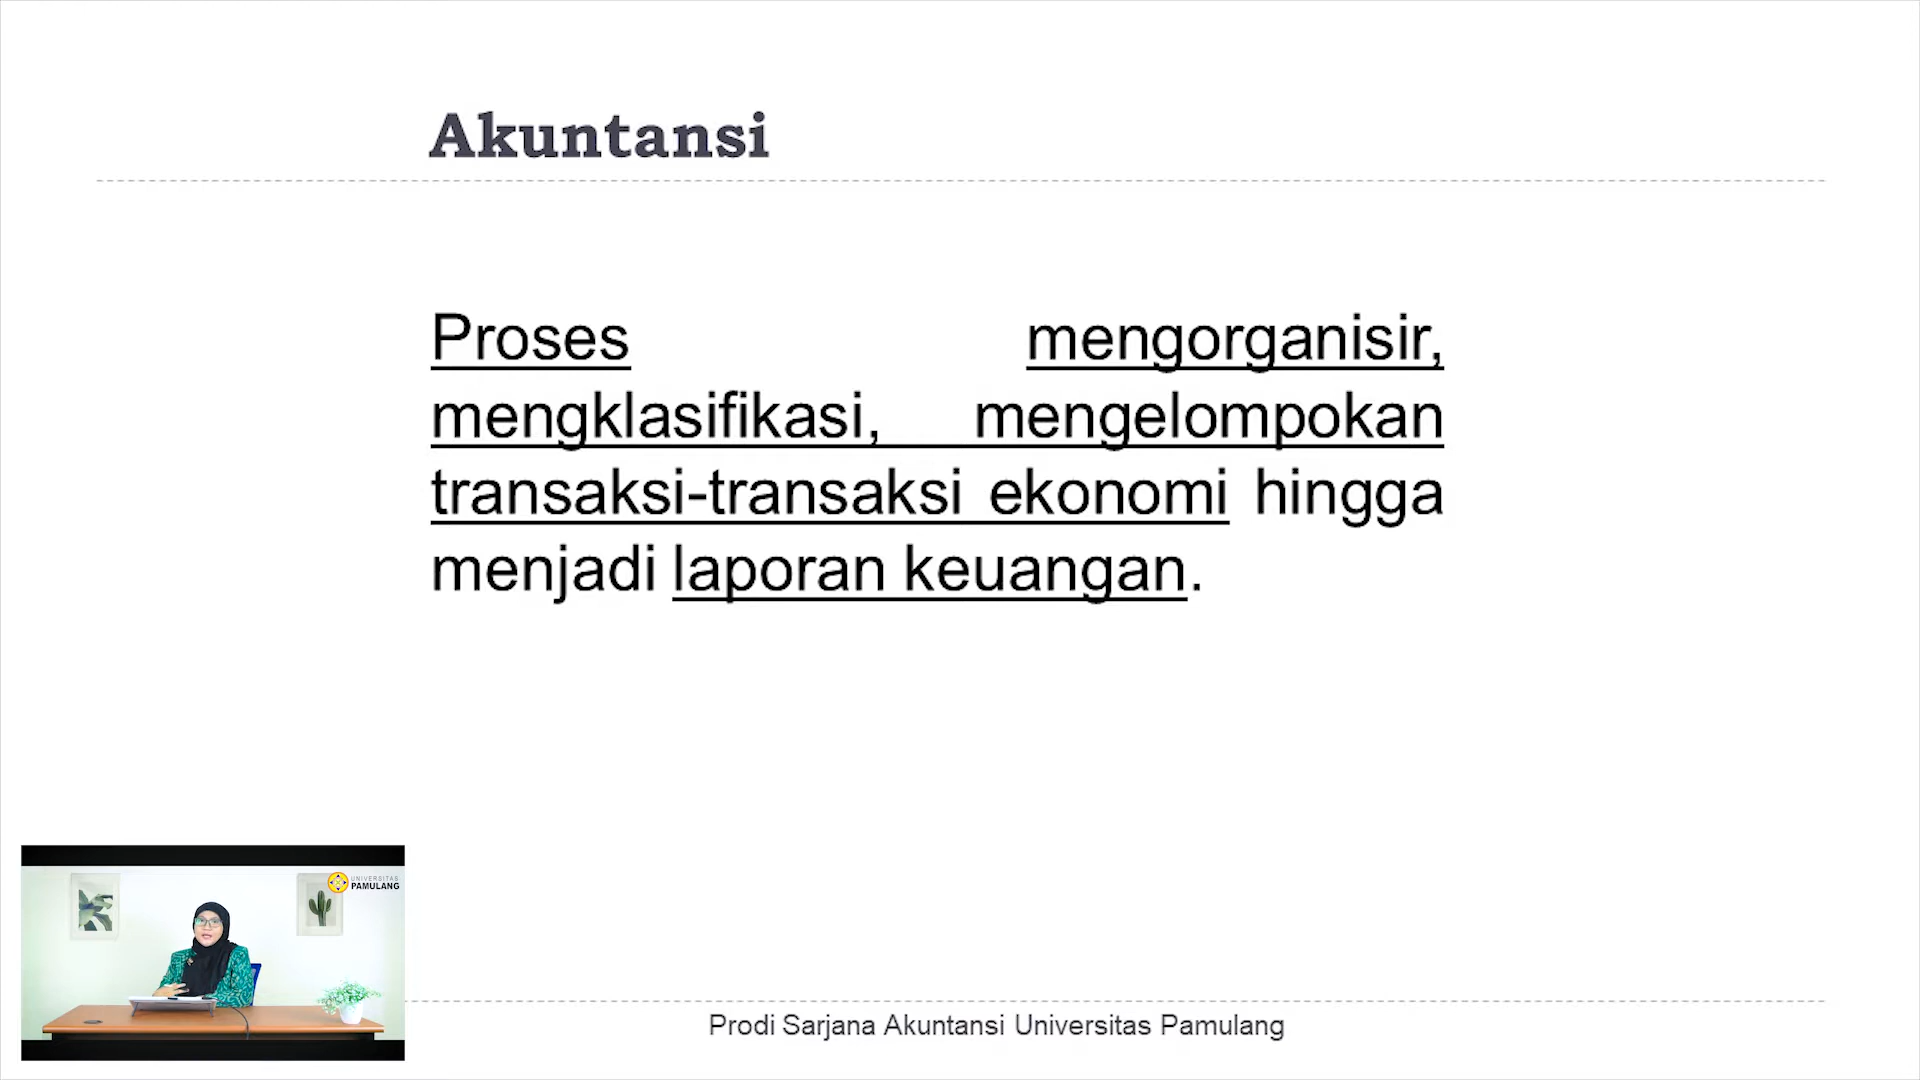 Akuntansi
Proses mengorganisir,
mengklasifikasi, mengelompokan
transaksi-transaksi ekonomi hingga
menjadi laporan keuangan.
UNIVERSITAS
PAMULANG
Prodi Sarjana Akuntansi Universitas Pamulang